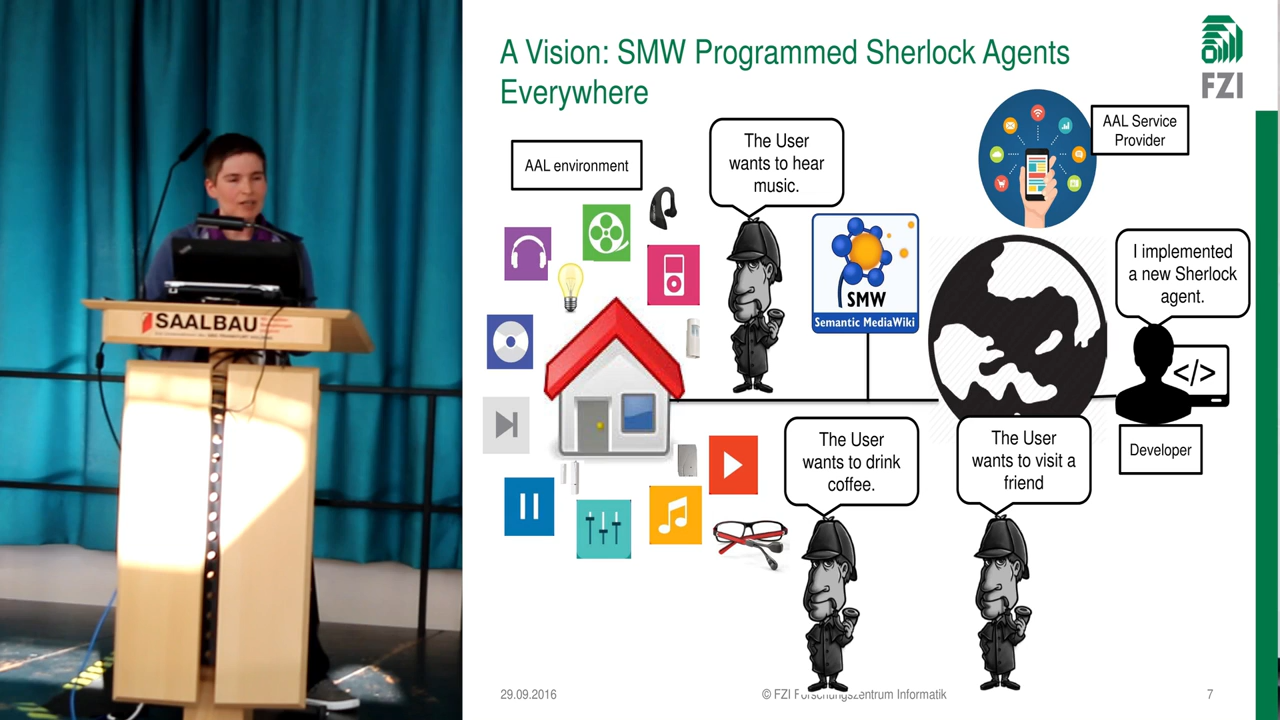 A Vision: SMW Programmed Sherlock Agents
Everywhere
FZI
AAL environment
The User
wants to hear
music.
AAL Service
Provider
SMW
Semantic MediaWiki
I implemented
a new Sherlock
agent.
</>
Developer
The User
wants to drink
coffee.
The User
wants to visit a
friend
29.09.2016
© FZI Forschungszentrum Informatik
7
SAALBAU